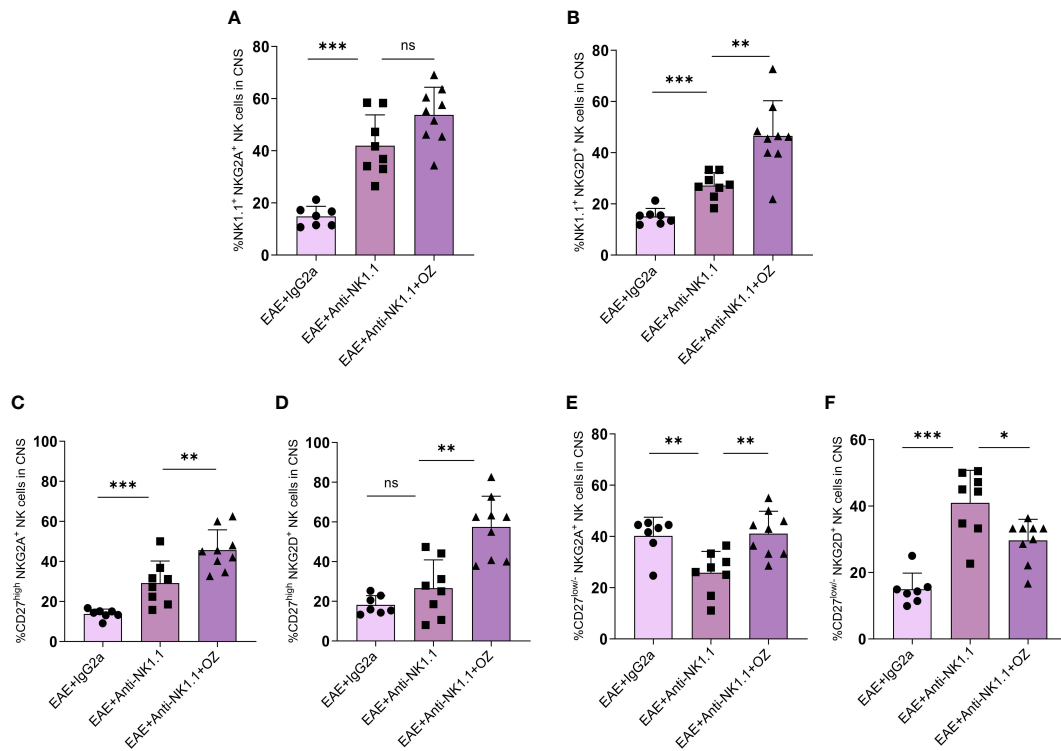 A
%NK1.1⁺ NKG2A⁺ NK cells in CNS
80
60
40
20
0
***
ns
EAE+IgG2a
EAE+Anti-NK1.1
EAE+Anti-NK1.1+OZ
B
%NK1.1⁺ NKG2D⁺ NK cells in CNS
80
60
40
20
0
***
**
EAE+IgG2a
EAE+Anti-NK1.1
EAE+Anti-NK1.1+OZ
C
%CD27ʰⁱᵍʰ NKG2A⁺ NK cells in CNS
100
80
60
40
20
0
***
**
EAE+IgG2a
EAE+Anti-NK1.1
EAE+Anti-NK1.1+OZ
D
%CD27ʰⁱᵍʰ NKG2D⁺ NK cells in CNS
100
80
60
40
20
0
ns
**
EAE+IgG2a
EAE+Anti-NK1.1
EAE+Anti-NK1.1+OZ
E
%CD27ˡᵒʷ/⁻ NKG2A⁺ NK cells in CNS
80
60
40
20
0
**
**
EAE+IgG2a
EAE+Anti-NK1.1
EAE+Anti-NK1.1+OZ
F
%CD27ˡᵒʷ/⁻ NKG2D⁺ NK cells in CNS
60
40
20
0
***
*
EAE+IgG2a
EAE+Anti-NK1.1
EAE+Anti-NK1.1+OZ